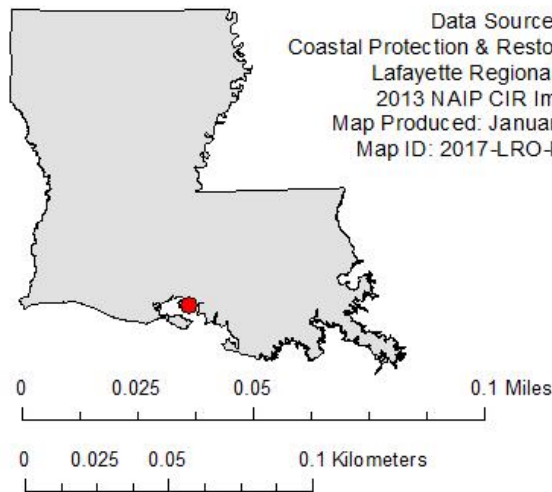 Data Source
Coastal Protection & Resto
Lafayette Regional
2013 NAIP CIR Im
Map Produced: Januar
Map ID: 2017-LRO-
0 0.025 0.05 0.1 Miles
0 0.025 0.05 0.1 Kilometers